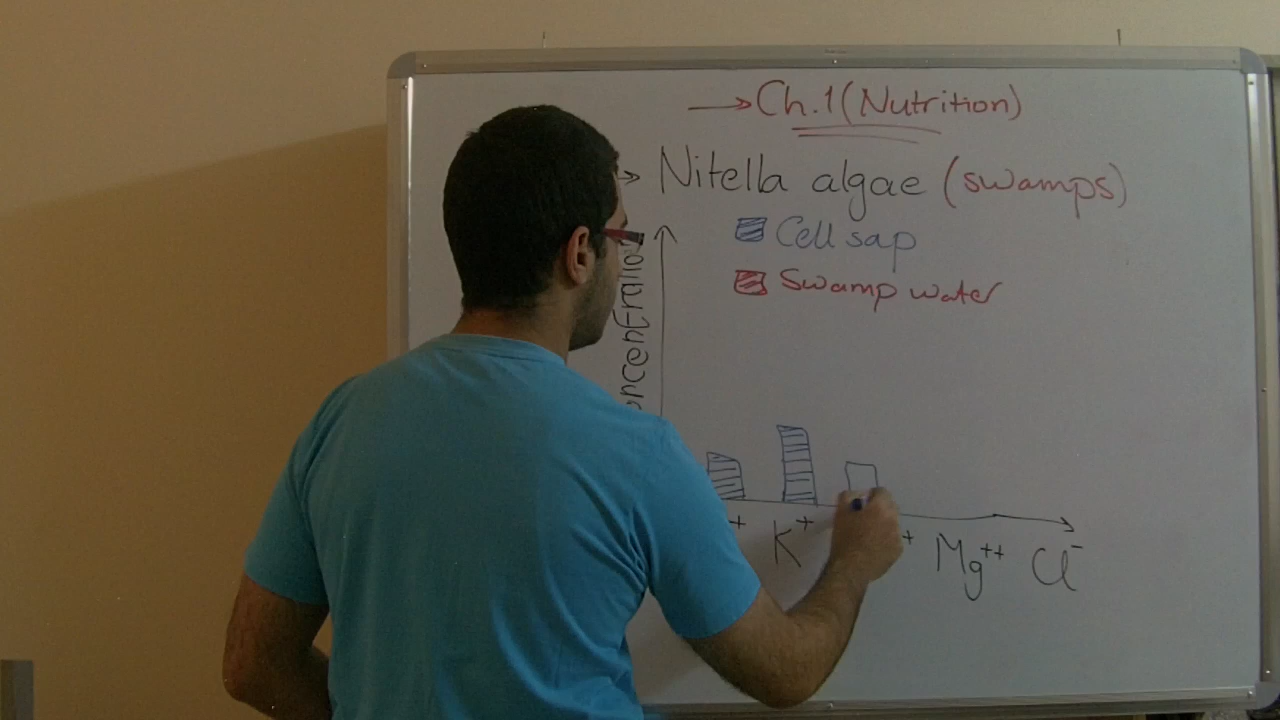 → Ch.1 (Nutrition)
→ Nitella algae (swamps)
Cell sap
Swamp water
K⁺ Mg⁺⁺ Cl⁻